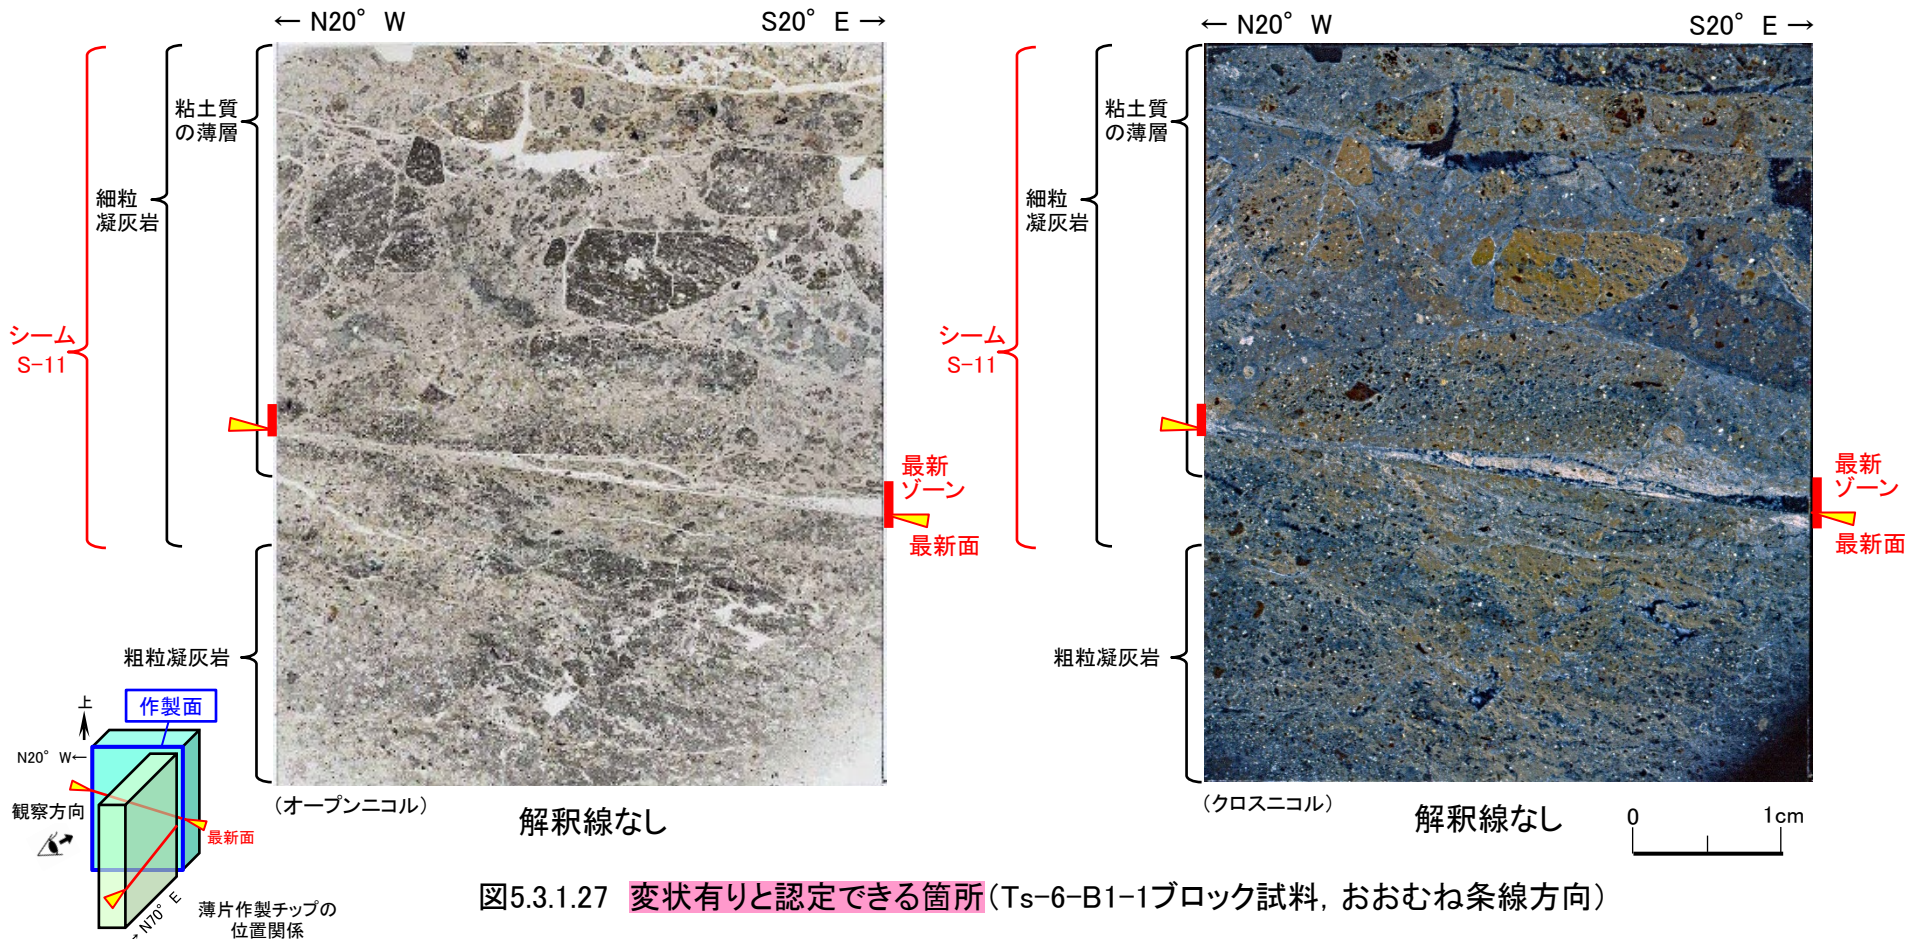 ← N20° W
S20° E →
粘土質
の薄層
細粒
凝灰岩
シーム
S-11
最新
ゾーン
最新面
粗粒凝灰岩
(オープンニコル)
解釈線なし
← N20° W
S20° E →
粘土質
の薄層
細粒
凝灰岩
シーム
S-11
最新
ゾーン
最新面
粗粒凝灰岩
(クロスニコル)
解釈線なし
0 1cm
上
作製面
N20° W←
観察方向
最新面
→ N70° E
薄片作製チップの
位置関係
図5.3.1.27 変状有りと認定できる箇所(Ts-6-B1-1ブロック試料, おおむね条線方向)